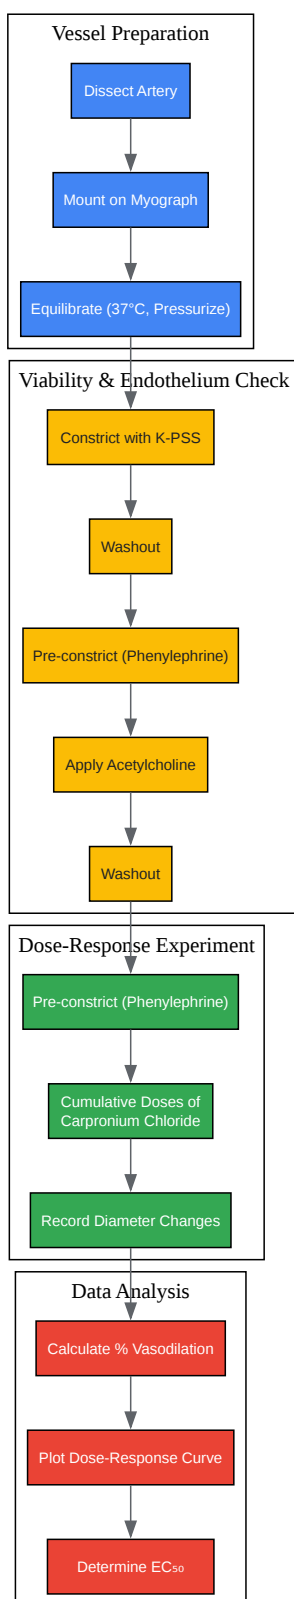 Vessel Preparation
Dissect Artery
Mount on Myograph
Equilibrate (37°C, Pressurize)
Viability & Endothelium Check
Constrict with K-PSS
Washout
Pre-constrict (Phenylephrine)
Apply Acetylcholine
Washout
Dose-Response Experiment
Pre-constrict (Phenylephrine)
Cumulative Doses of
Carpronium Chloride
Record Diameter Changes
Data Analysis
Calculate % Vasodilation
Plot Dose-Response Curve
Determine EC₅₀